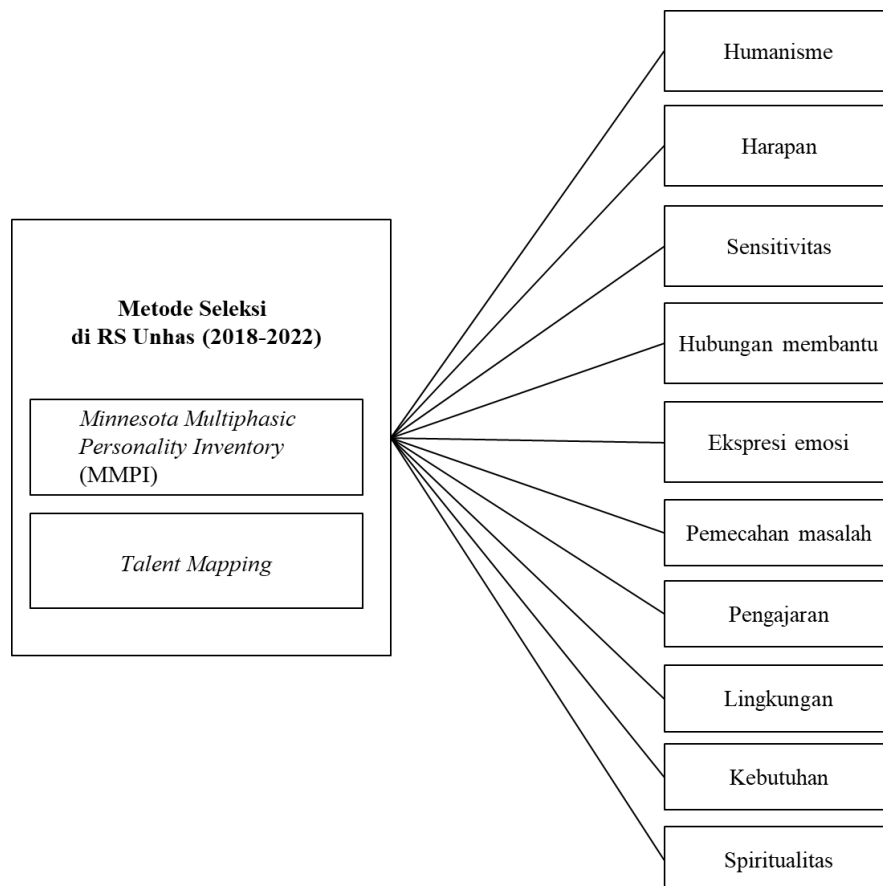 Metode Seleksi
di RS Unhas (2018-2022)
Minnesota Multiphasic
Personality Inventory
(MMPI)
Talent Mapping
Humanisme
Harapan
Sensitivitas
Hubungan membantu
Ekspresi emosi
Pemecahan masalah
Pengajaran
Lingkungan
Kebutuhan
Spiritualitas